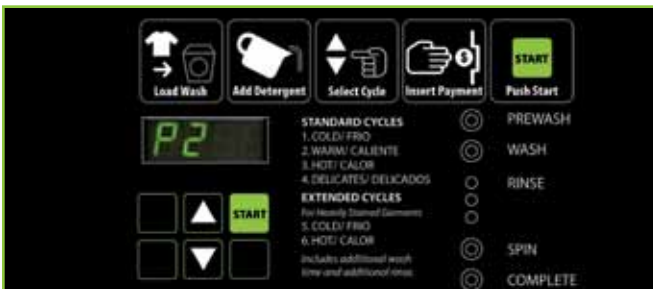 START
Load Wash
Add Detergent
Select Cycle
Insert Payment
Push Start
$
P2
STANDARD CYCLES
1. COLD/ FRIO
2. WARM/ CALIENTE
3. HOT/ CALOR
4. DELICATES/ DELICADOS
EXTENDED CYCLES
For Heavily Stained Garments
5. COLD/ FRIO
6. HOT/ CALOR
Includes additional wash
time and additional rinse
START
PREWASH
WASH
RINSE
SPIN
COMPLETE